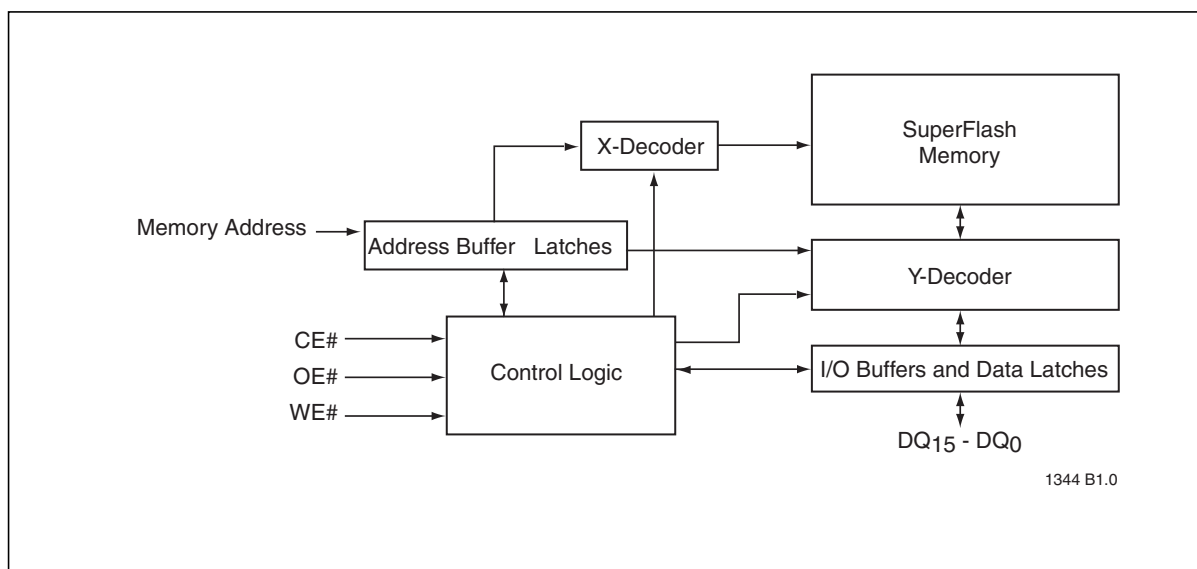 SuperFlash
Memory
X-Decoder
Memory Address
Address Buffer Latches
Y-Decoder
CE#
OE#
WE#
Control Logic
I/O Buffers and Data Latches
DQ15 - DQ0
1344 B1.0